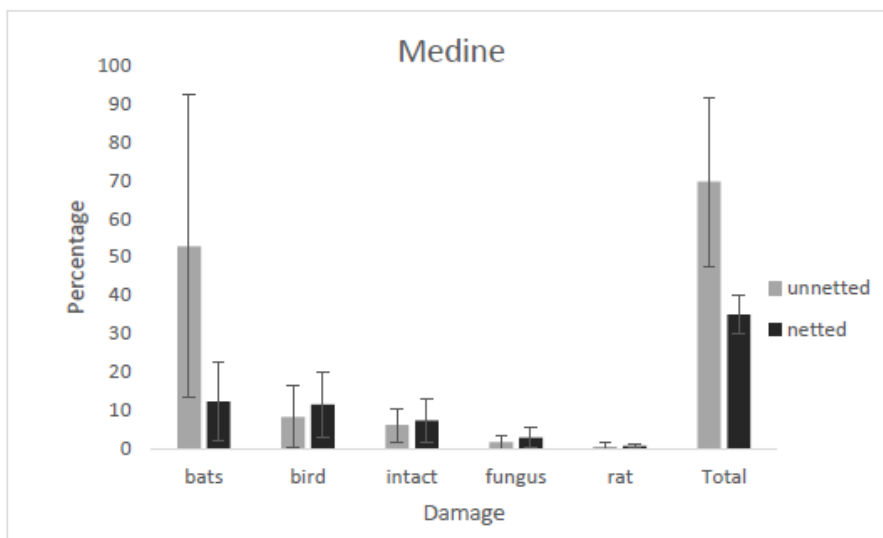 Medine
100
90
80
70
60
50
40
30
20
10
0
Percentage
bats bird intact fungus rat Total
Damage
unnetted
netted